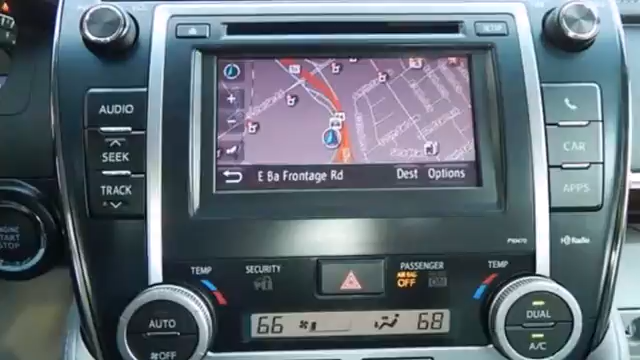 AUDIO
SEEK
TRACK
E Ba Frontage Rd
Dest Options
CAR
APPS
HD Radio
ENGINE
START
STOP
TEMP
SECURITY
PASSENGER
AIR BAG
OFF
TEMP
AUTO
OFF
66
68
DUAL
A/C